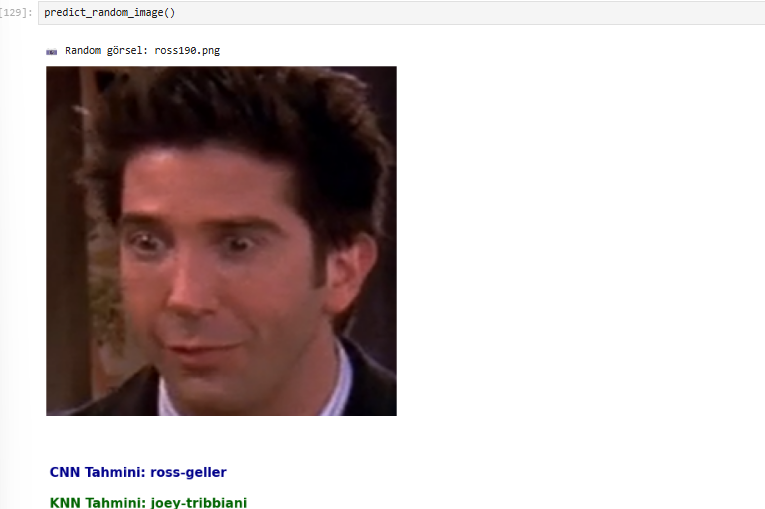 [129]: predict_random_image()
Random görsel: ross190.png
CNN Tahmini: ross-geller
KNN Tahmini: joey-tribbiani